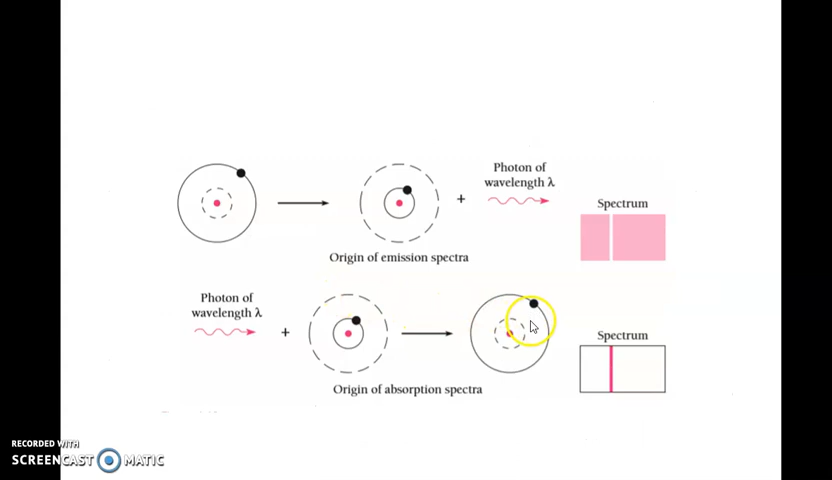 Photon of
wavelength λ
+
Spectrum
Origin of emission spectra
Photon of
wavelength λ
+
Spectrum
Origin of absorption spectra
RECORDED WITH
SCREENCAST MATIC